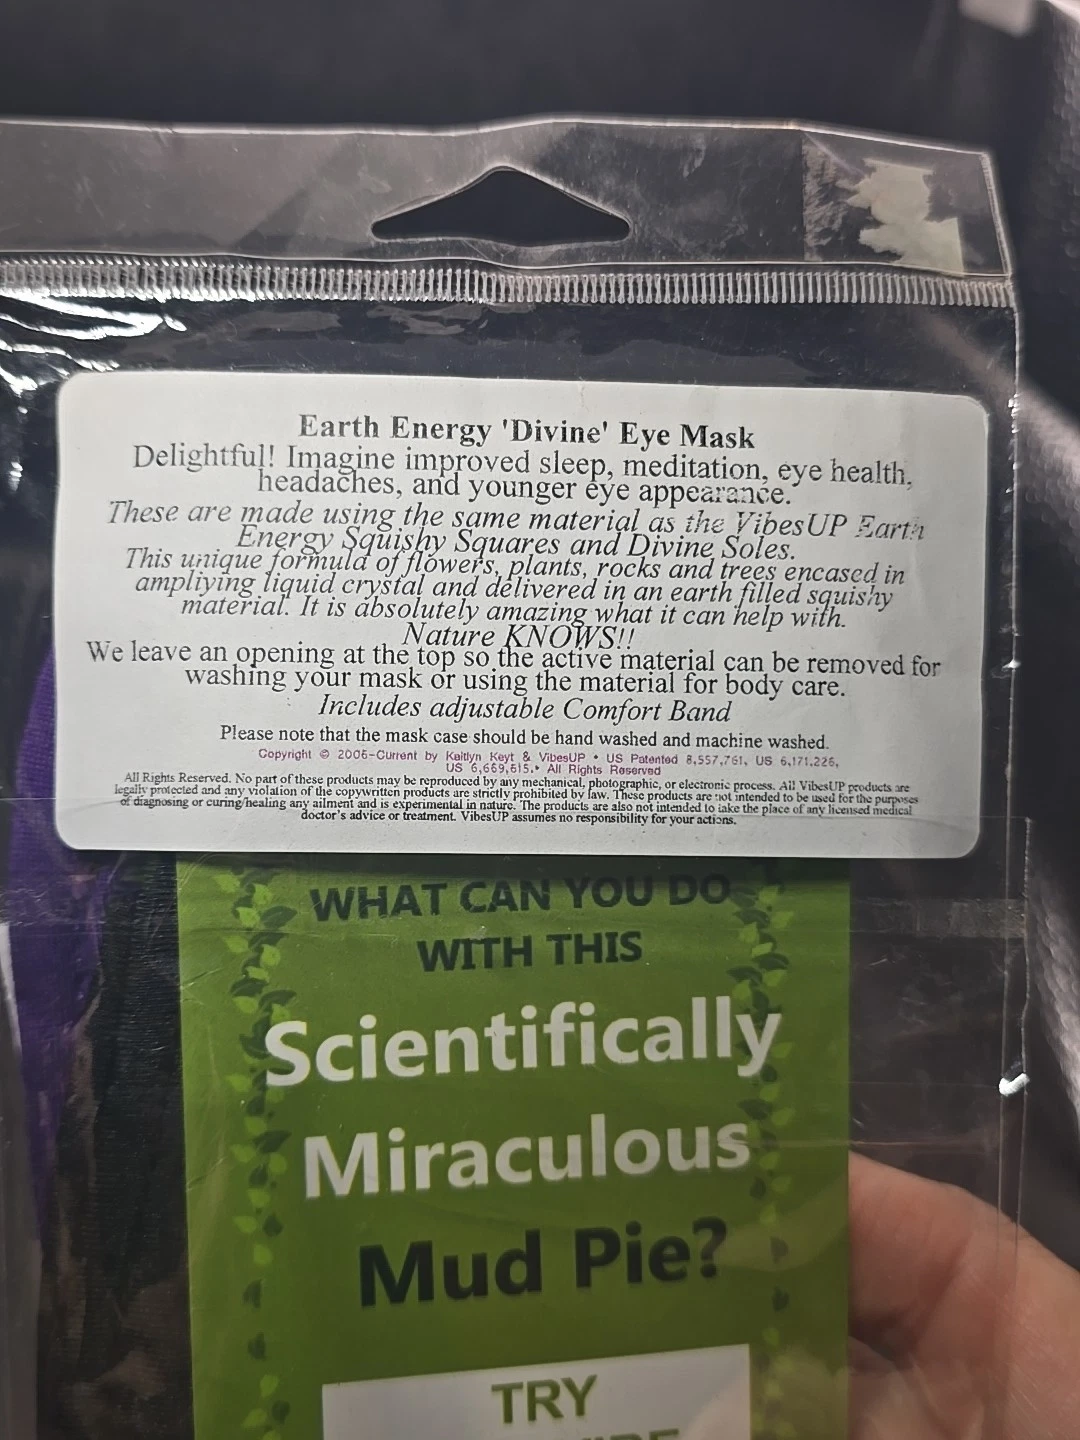 Earth Energy 'Divine' Eye Mask
Delightful! Imagine improved sleep, meditation, eye health,
headaches, and younger eye appearance.
These are made using the same material as the VibesUP Earth
Energy Squishy Squares and Divine Soles.
This unique formula of flowers, plants, rocks and trees encased in
ampliying liquid crystal and delivered in an earth filled squishy
material. It is absolutely amazing what it can help with.
Nature KNOWS!!
We leave an opening at the top so the active material can be removed for
washing your mask or using the material for body care.
Includes adjustable Comfort Band
Please note that the mask case should be hand washed and machine washed.
Copyright © 2006-Current by Kaitlyn Keyt & VibesUP • US Patented 8,557,761, US 6,171,226,
US 6,669,615.• All Rights Reserved
All Rights Reserved. No part of these products may be reproduced by any mechanical, photographic, or electronic process. All VibesUP products are
legally protected and any violation of the copywritten products are strictly prohibited by law. These products are not intended to be used for the purposes
of diagnosing or curing/healing any ailment and is experimental in nature. The products are also not intended to take the place of any licensed medical
doctor's advice or treatment. VibesUP assumes no responsibility for your actions.
WHAT CAN YOU DO
WITH THIS
Scientifically
Miraculous
Mud Pie?
TRY